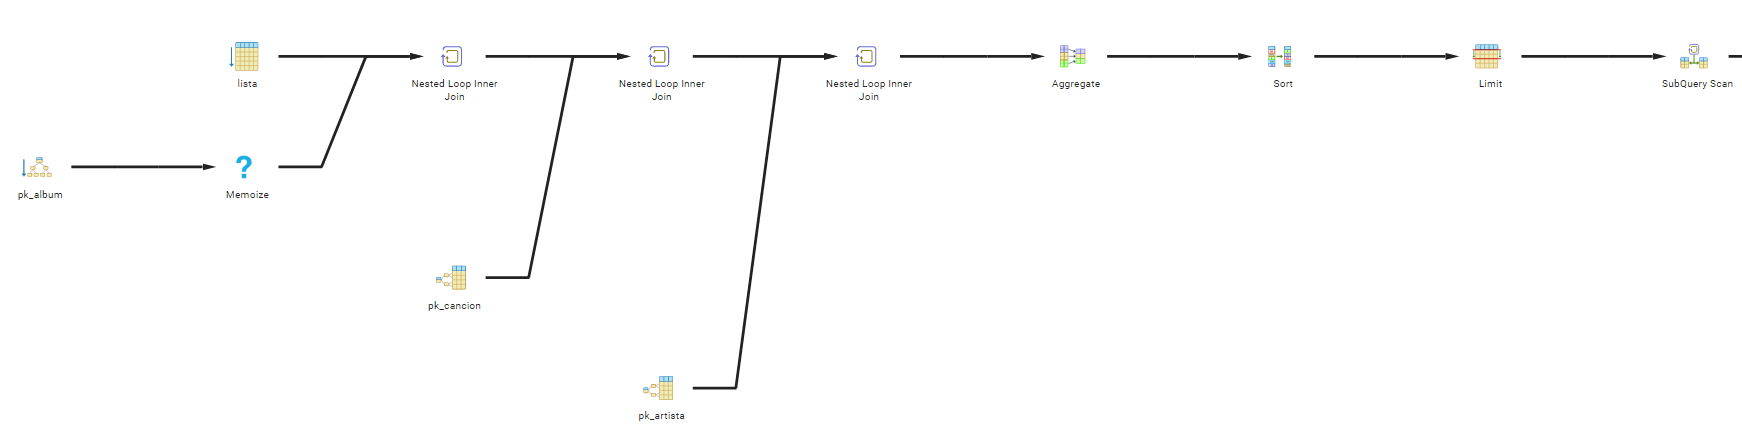 lista
Nested Loop Inner
Join
Nested Loop Inner
Join
Nested Loop Inner
Join
Aggregate
Sort
Limit
SubQuery Scan
pk_album
?
Memoize
pk_cancion
pk_artista